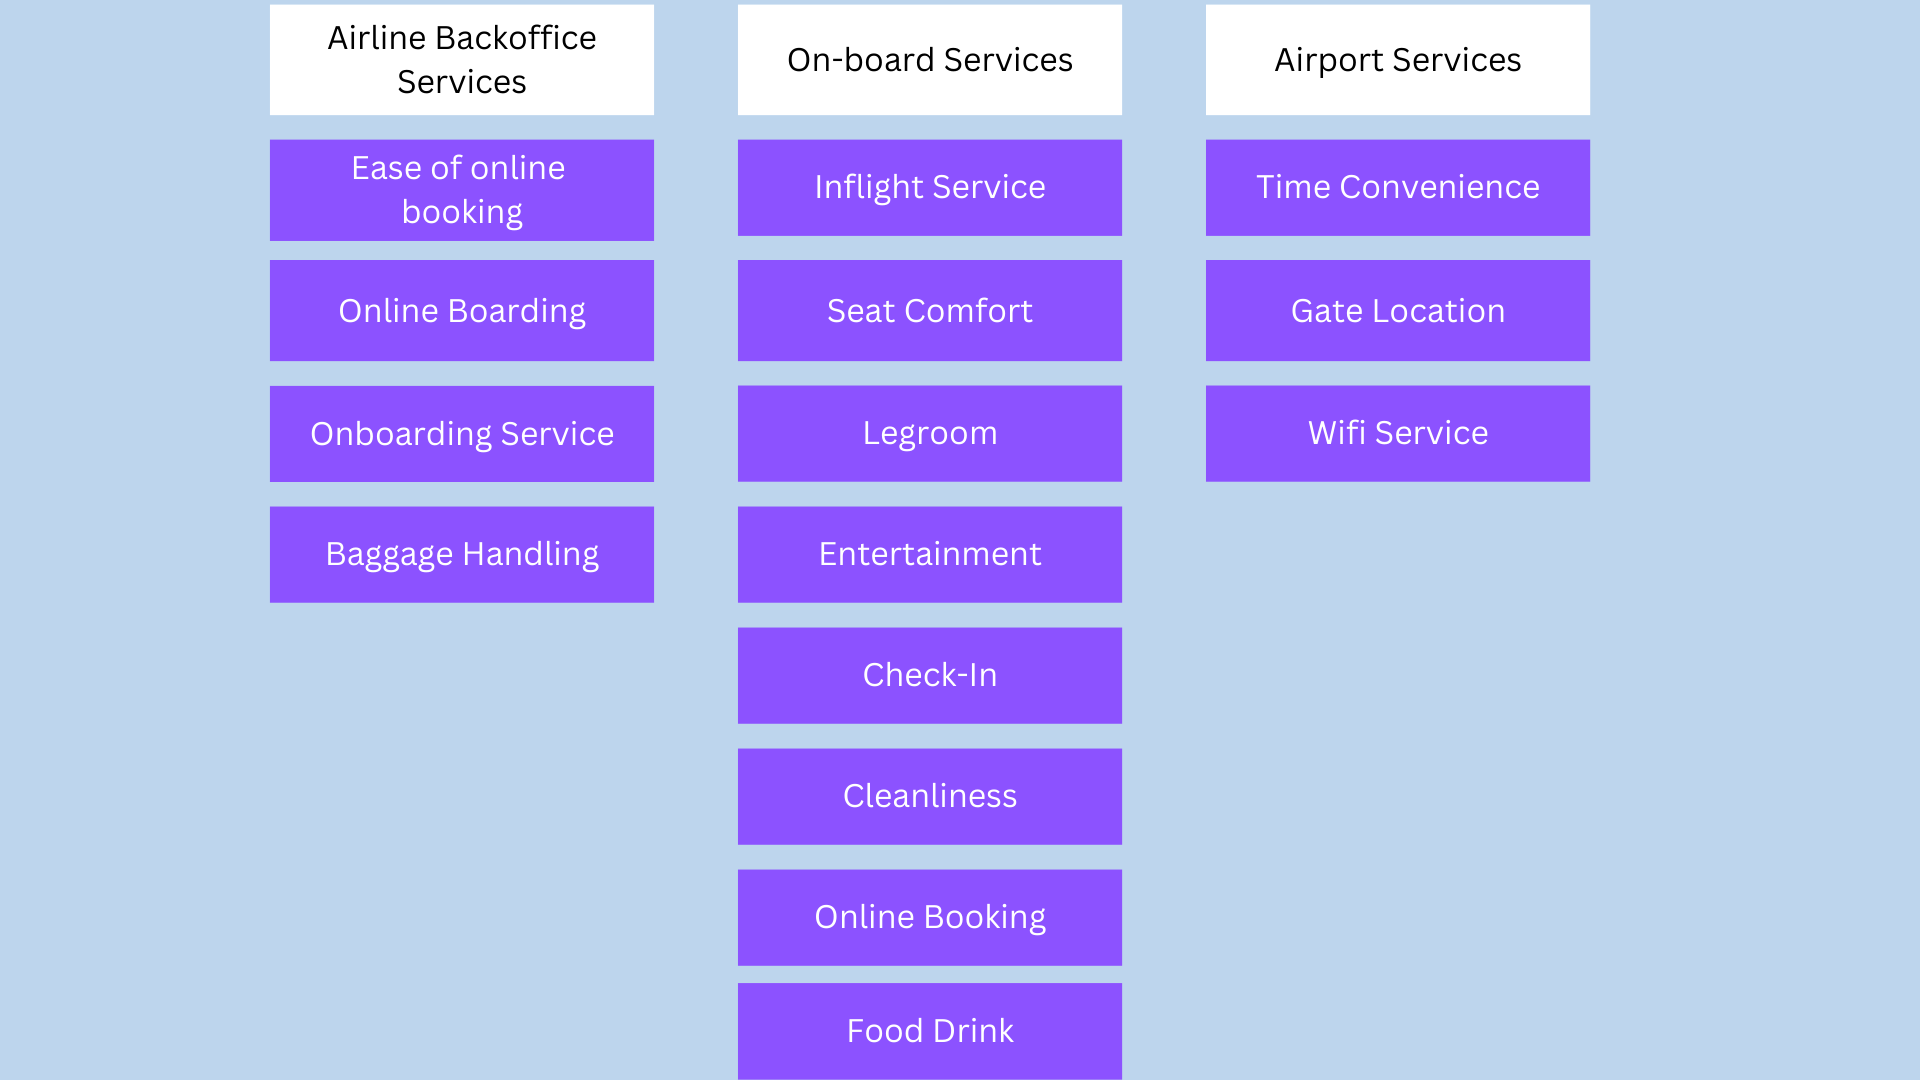 Airline Backoffice
Services
Ease of online
booking
Online Boarding
Onboarding Service
Baggage Handling
On-board Services
Inflight Service
Seat Comfort
Legroom
Entertainment
Check-In
Cleanliness
Online Booking
Food Drink
Airport Services
Time Convenience
Gate Location
Wifi Service